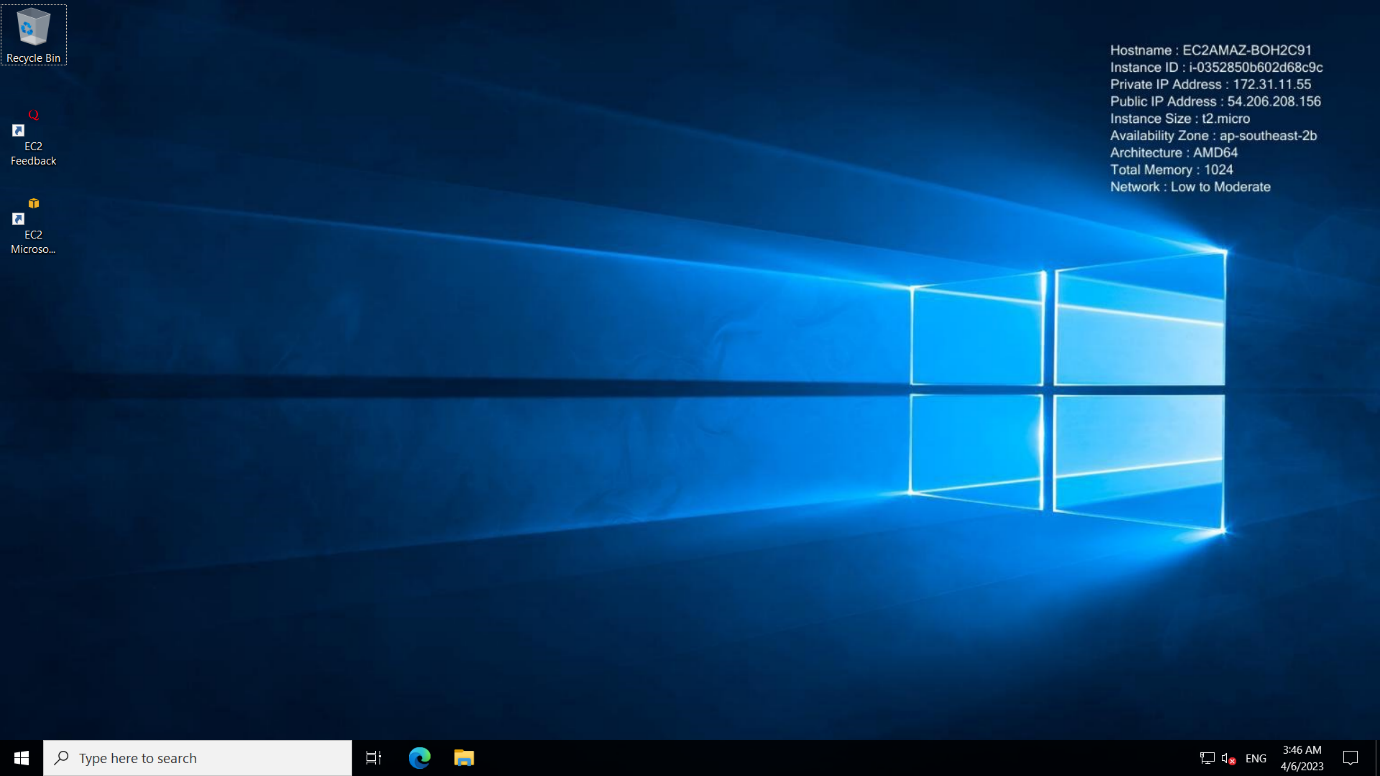 Recycle Bin
Q
EC2
Feedback
EC2
Microso...
Hostname : EC2AMAZ-BOH2C91
Instance ID : i-0352850b602d68c9c
Private IP Address : 172.31.11.55
Public IP Address : 54.206.208.156
Instance Size : t2.micro
Availability Zone : ap-southeast-2b
Architecture : AMD64
Total Memory : 1024
Network : Low to Moderate
Type here to search
ENG
3:46 AM
4/6/2023